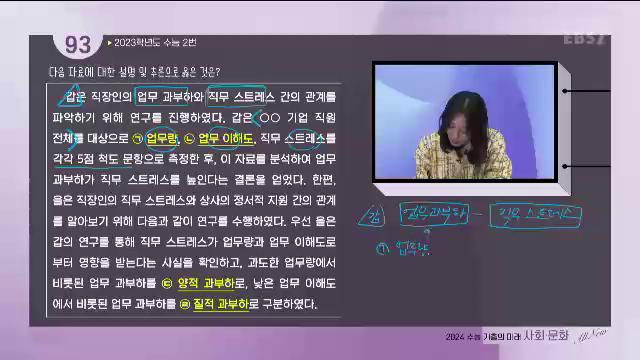 93
▸2023학년도 수능 2번
EBSi
다음 자료에 대한 설명 및 추론으로 옳은 것은?
갑은 직장인의 업무 과부하와 직무 스트레스 간의 관계를
파악하기 위해 연구를 진행하였다. 갑은 ○○ 기업 직원
전체를 대상으로 ㉠ 업무량, ㉡ 업무 이해도, 직무 스트레스를
각각 5점 척도 문항으로 측정한 후, 이 자료를 분석하여 업무
과부하가 직무 스트레스를 높인다는 결론을 얻었다. 한편,
을은 직장인의 직무 스트레스와 상사의 정서적 지원 간의 관계
를 알아보기 위해 다음과 같이 연구를 수행하였다. 우선 을은
갑의 연구를 통해 직무 스트레스가 업무량과 업무 이해도로
부터 영향을 받는다는 사실을 확인하고, 과도한 업무량에서
비롯된 업무 과부하를 ㉢ 양적 과부하로, 낮은 업무 이해도
에서 비롯된 업무 과부하를 ㉣ 질적 과부하로 구분하였다.
갑 업무과부하 - 직무 스트레스
㉠ 업무량
2024 수능 기출의 미래 사회·문화 All New